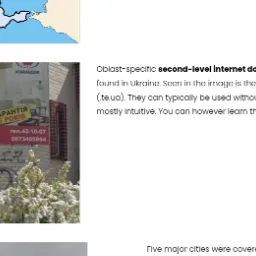 Oblast-specific second-level internet do
found in Ukraine. Seen in the image is the
(.te.ua). They can typically be used withou
mostly intuitive. You can however learn th
Five major cities were covere